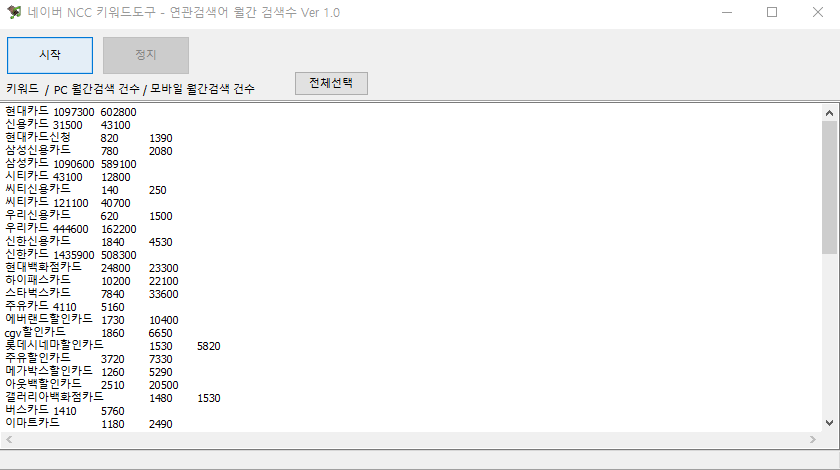 네이버 NCC 키워드도구 - 연관검색어 월간 검색수 Ver 1.0
시작 정지
키워드 / PC 월간검색 건수 / 모바일 월간검색 건수 전체선택
현대카드 1097300 602800
신용카드 31500 43100
현대카드신청 820 1390
삼성신용카드 780 2080
삼성카드 1090600 589100
시티카드 43100 12800
씨티신용카드 140 250
씨티카드 121100 40700
우리신용카드 620 1500
우리카드 444600 162200
신한신용카드 1840 4530
신한카드 1435900 508300
현대백화점카드 24800 23300
하이패스카드 10200 22100
스타벅스카드 7840 33600
주유카드 4110 5160
에버랜드할인카드 1730 10400
cgv할인카드 1860 6650
롯데시네마할인카드 1530 5820
주유할인카드 3720 7330
메가박스할인카드 1260 5290
아웃백할인카드 2510 20500
갤러리아백화점카드 1480 1530
버스카드 1410 5760
이마트카드 1180 2490